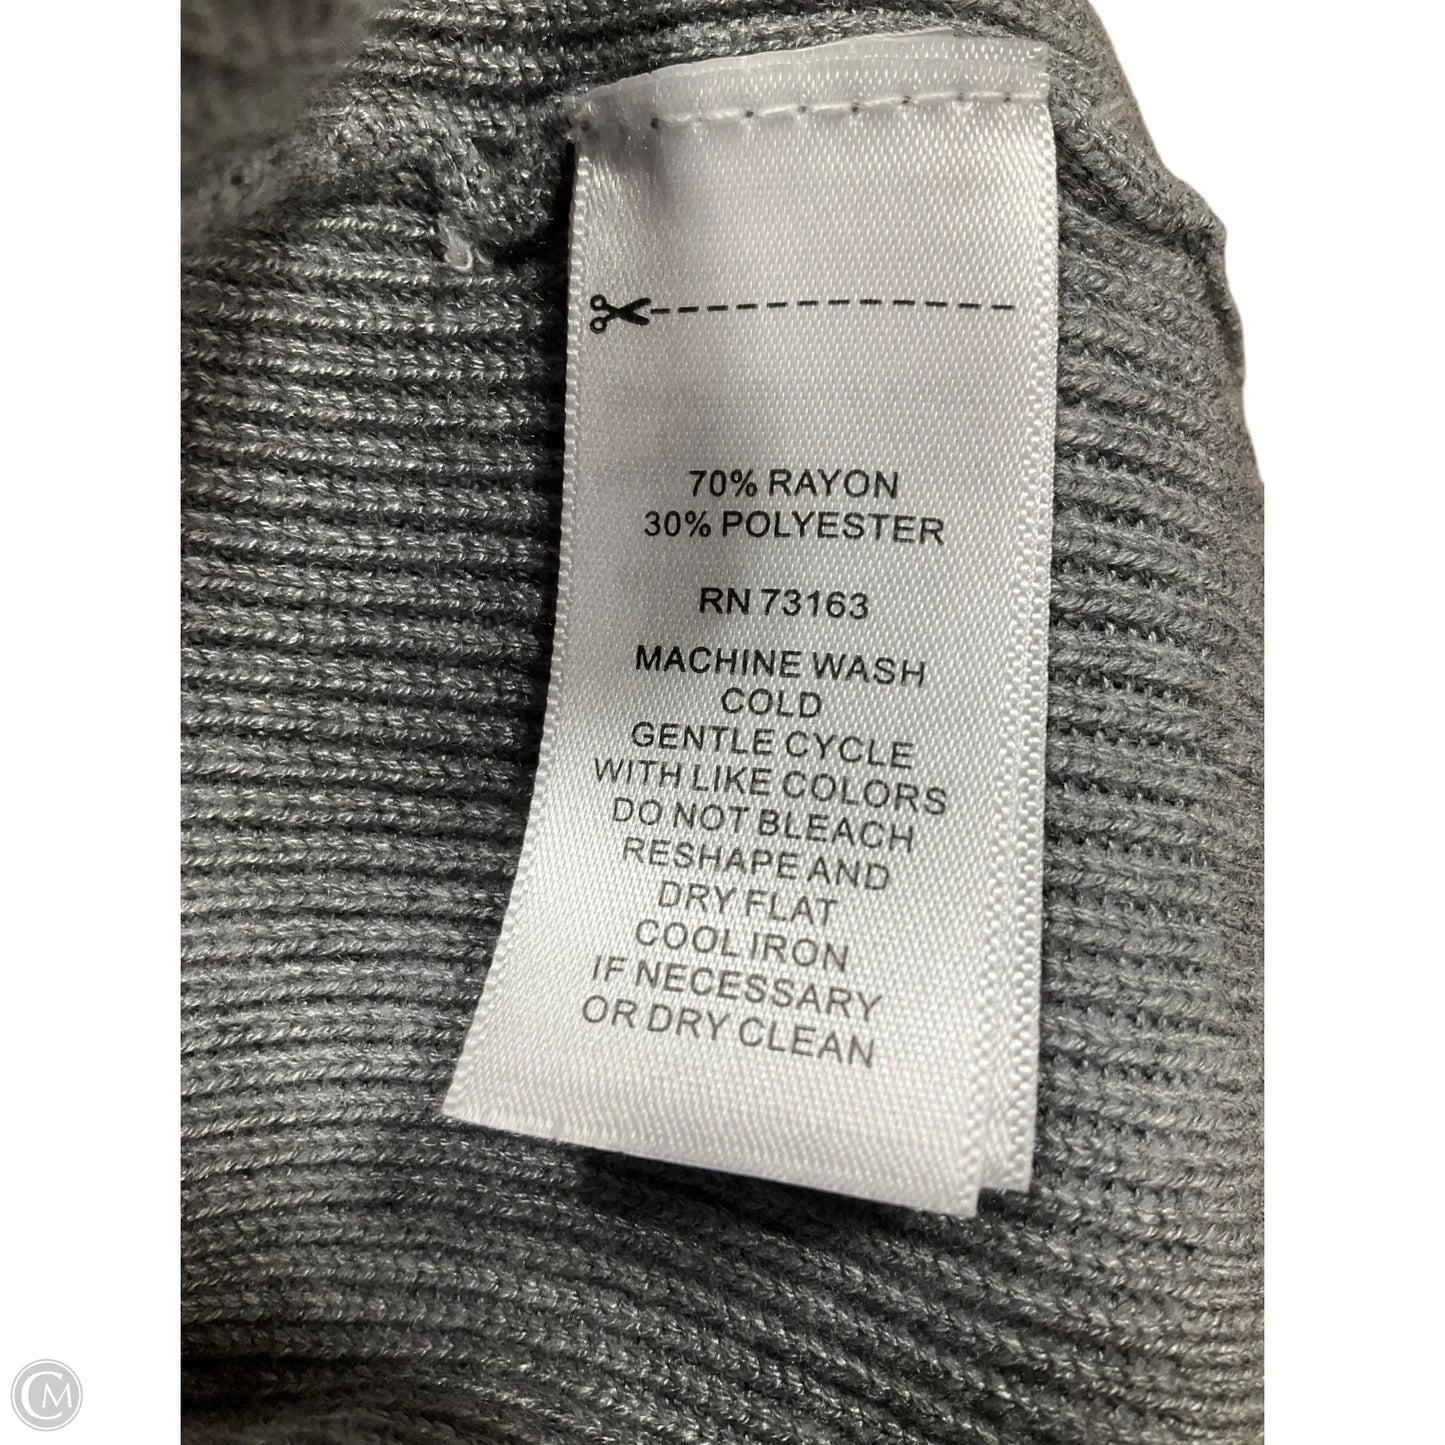 70% RAYON
30% POLYESTER
RN 73163
MACHINE WASH
COLD
GENTLE CYCLE
WITH LIKE COLORS
DO NOT BLEACH
RESHAPE AND
DRY FLAT
COOL IRON
IF NECESSARY
OR DRY CLEAN
CM